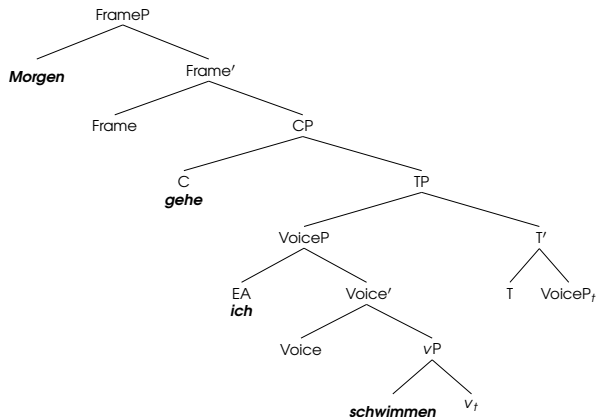 FrameP
Morgen Frame′
Frame CP
C TP
gehe
VoiceP T′
EA Voice′ T VoicePt
ich
Voice vP
schwimmen vt